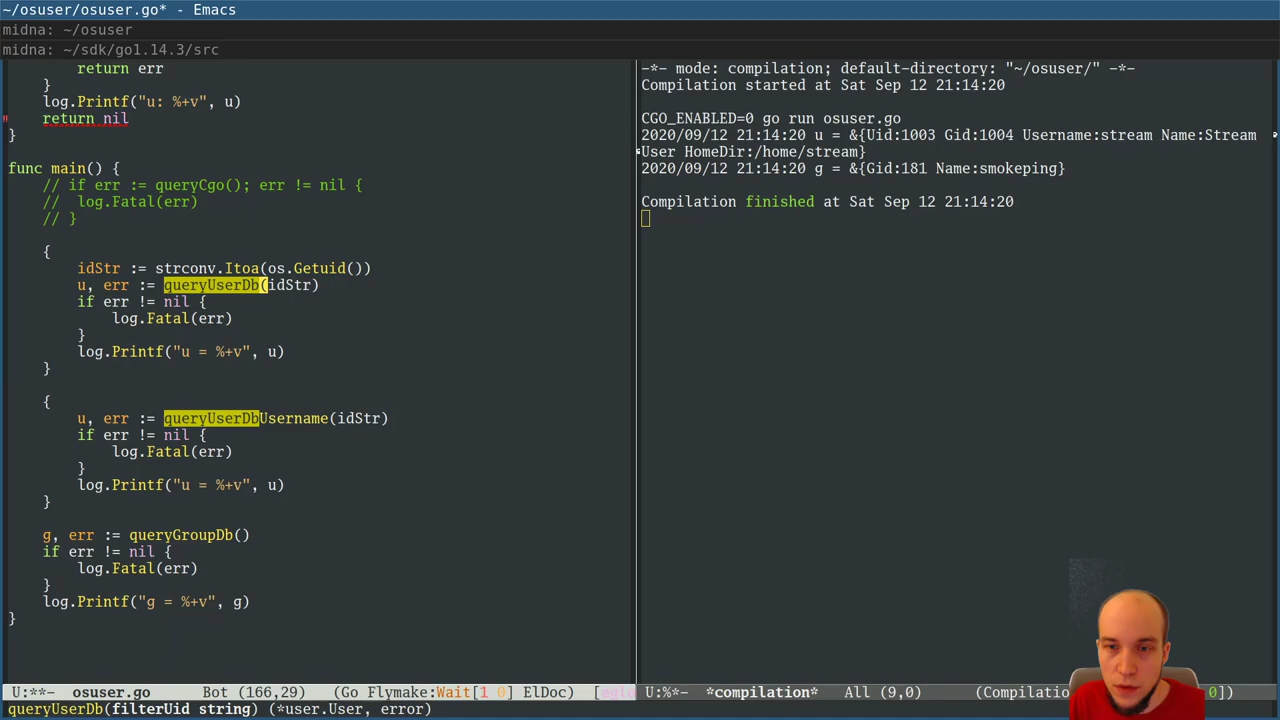 ~/osuser/osuser.go* - Emacs
midna: ~/osuser
midna: ~/sdk/go1.14.3/src
return err
}
log.Printf("u: %+v", u)
return nil
}
func main() {
// if err := queryCgo(); err != nil {
// 	log.Fatal(err)
// }
{
idStr := strconv.Itoa(os.Getuid())
u, err := queryUserDb(idStr)
if err != nil {
log.Fatal(err)
}
log.Printf("u = %+v", u)
}
{
u, err := queryUserDbUsername(idStr)
if err != nil {
log.Fatal(err)
}
log.Printf("u = %+v", u)
}
g, err := queryGroupDb()
if err != nil {
log.Fatal(err)
}
log.Printf("g = %+v", g)
}
U:**- osuser.go Bot (166,29) (Go Flymake:Wait[1 0] ElDoc) [eglo
queryUserDb(filterUid string) (*user.User, error)
-*- mode: compilation; default-directory: "~/osuser/" -*-
Compilation started at Sat Sep 12 21:14:20
CGO_ENABLED=0 go run osuser.go
2020/09/12 21:14:20 u = &{Uid:1003 Gid:1004 Username:stream Name:Stream
User HomeDir:/home/stream}
2020/09/12 21:14:20 g = &{Gid:181 Name:smokeping}
Compilation finished at Sat Sep 12 21:14:20
U:%*- *compilation* All (9,0) (Compilatio 0])